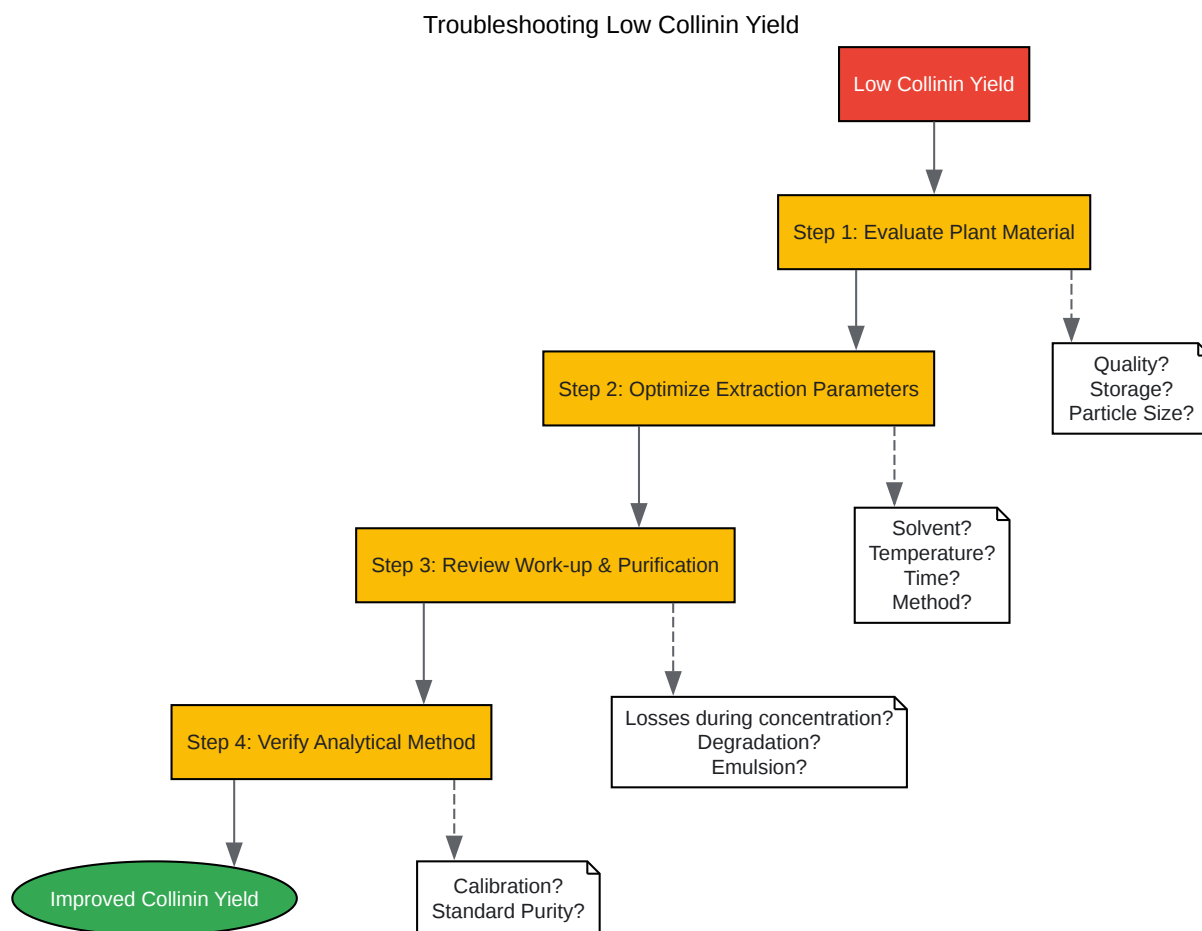 Troubleshooting Low Collinin Yield
Low Collinin Yield
Step 1: Evaluate Plant Material
Quality?
Storage?
Particle Size?
Step 2: Optimize Extraction Parameters
Solvent?
Temperature?
Time?
Method?
Step 3: Review Work-up & Purification
Losses during concentration?
Degradation?
Emulsion?
Step 4: Verify Analytical Method
Calibration?
Standard Purity?
Improved Collinin Yield